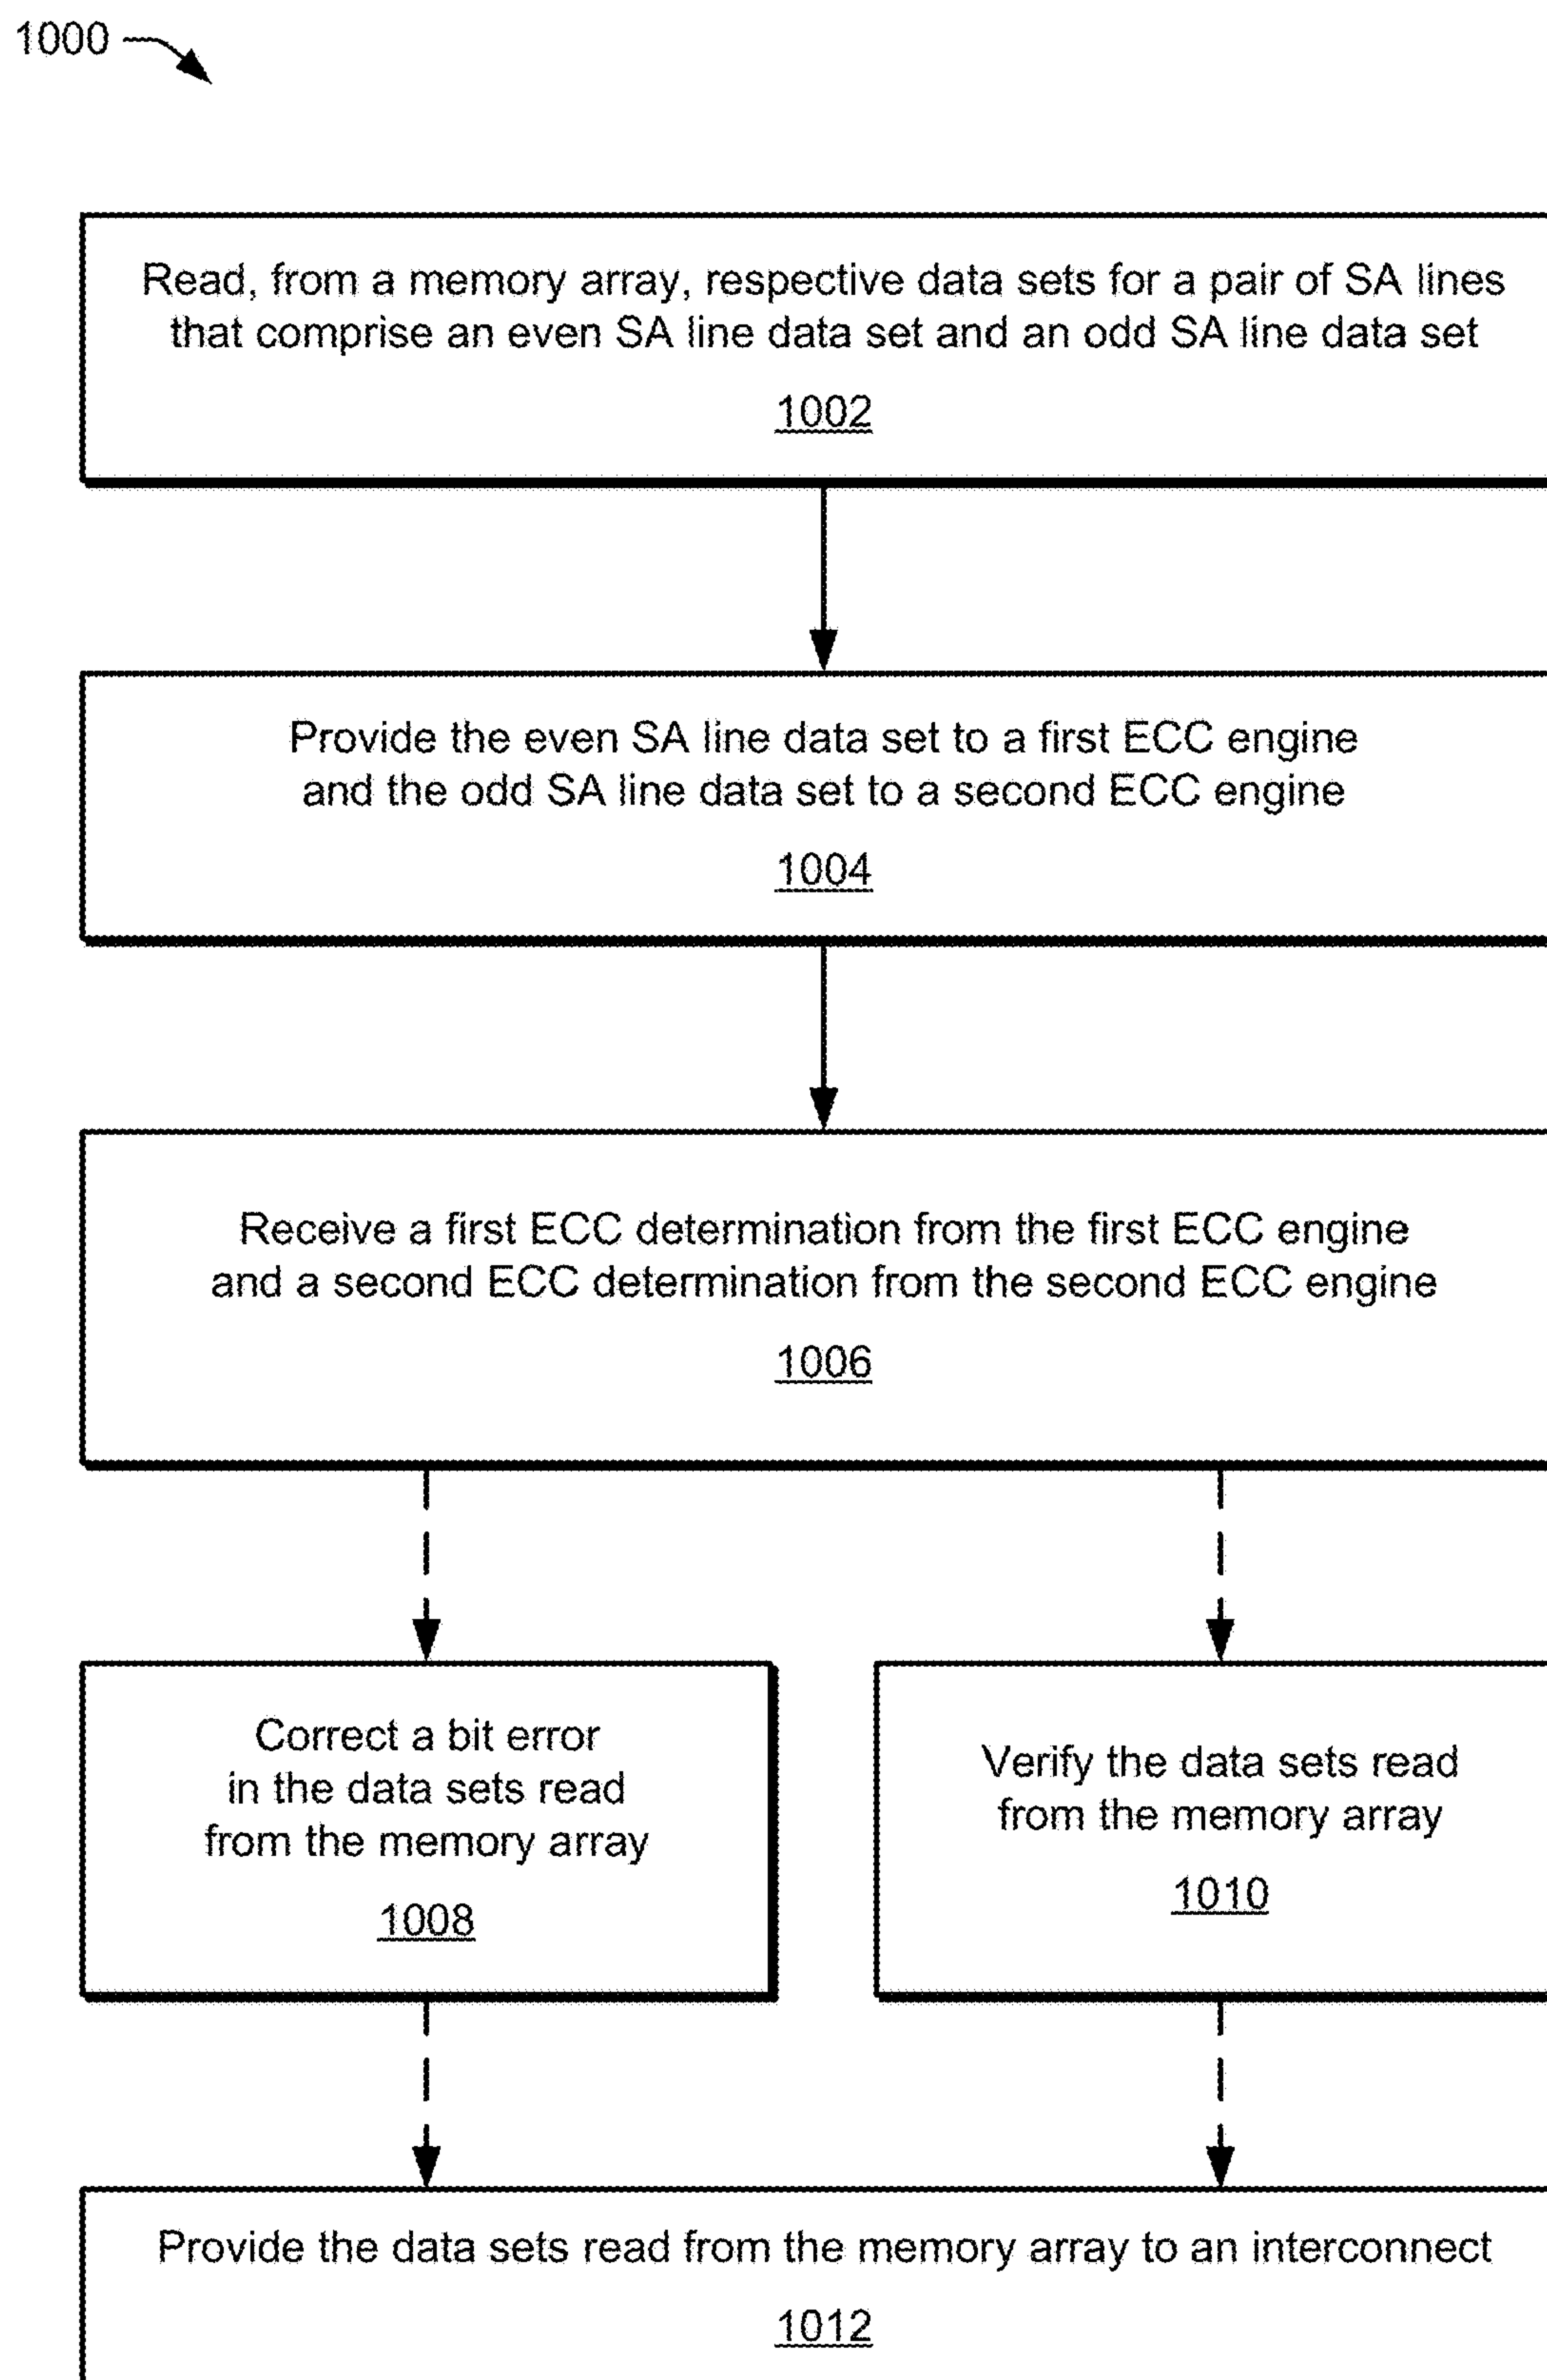 1000
Read, from a memory array, respective data sets for a pair of SA lines
that comprise an even SA line data set and an odd SA line data set
1002
Provide the even SA line data set to a first ECC engine
and the odd SA line data set to a second ECC engine
1004
Receive a first ECC determination from the first ECC engine
and a second ECC determination from the second ECC engine
1006
Correct a bit error
in the data sets read
from the memory array
1008
Verify the data sets read
from the memory array
1010
Provide the data sets read from the memory array to an interconnect
1012